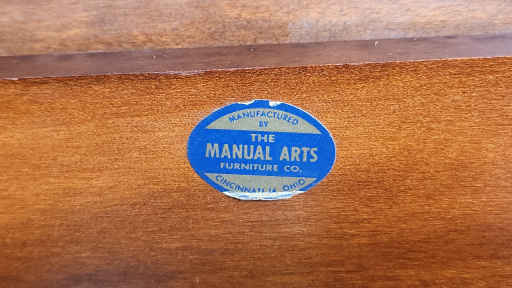 MANUFACTURED
BY
THE
MANUAL ARTS
FURNITURE CO.
CINCINNATI, OHIO